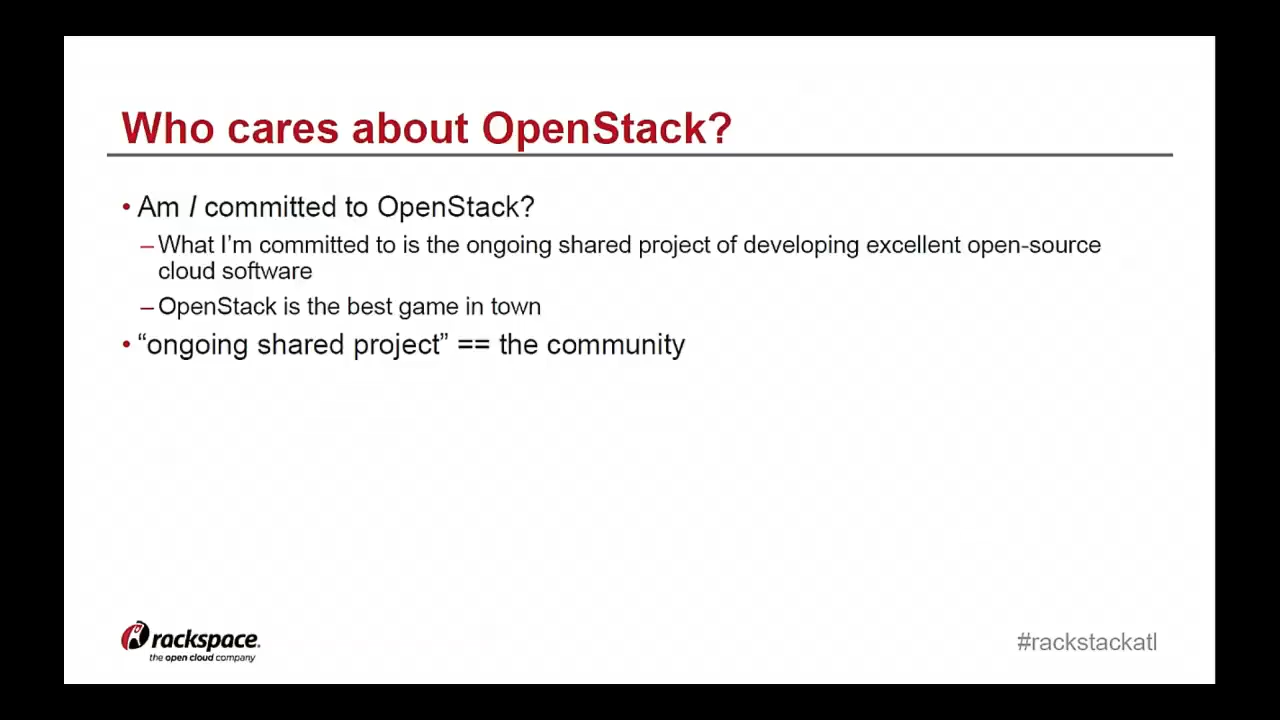 Who cares about OpenStack?
• Am I committed to OpenStack?
–What I'm committed to is the ongoing shared project of developing excellent open-source
cloud software
–OpenStack is the best game in town
• “ongoing shared project” == the community
rackspace.
the open cloud company
#rackstackatl